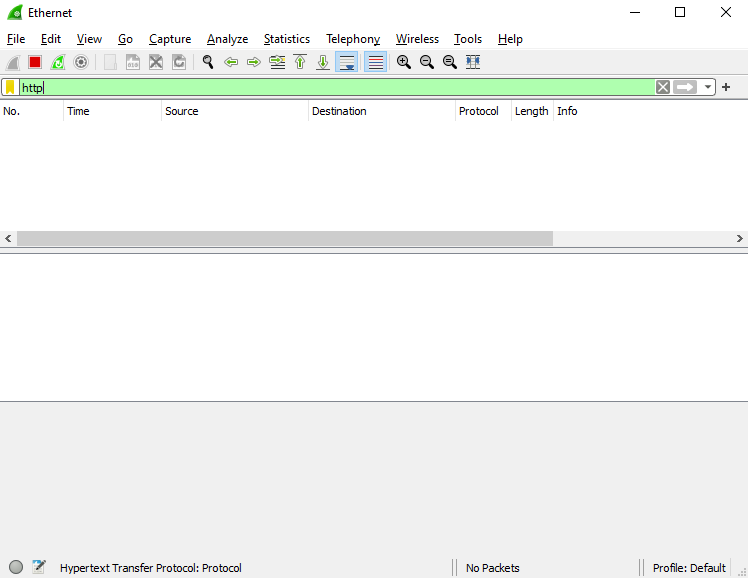 Ethernet
File Edit View Go Capture Analyze Statistics Telephony Wireless Tools Help
http
No. Time Source Destination Protocol Length Info
Hypertext Transfer Protocol: Protocol No Packets Profile: Default